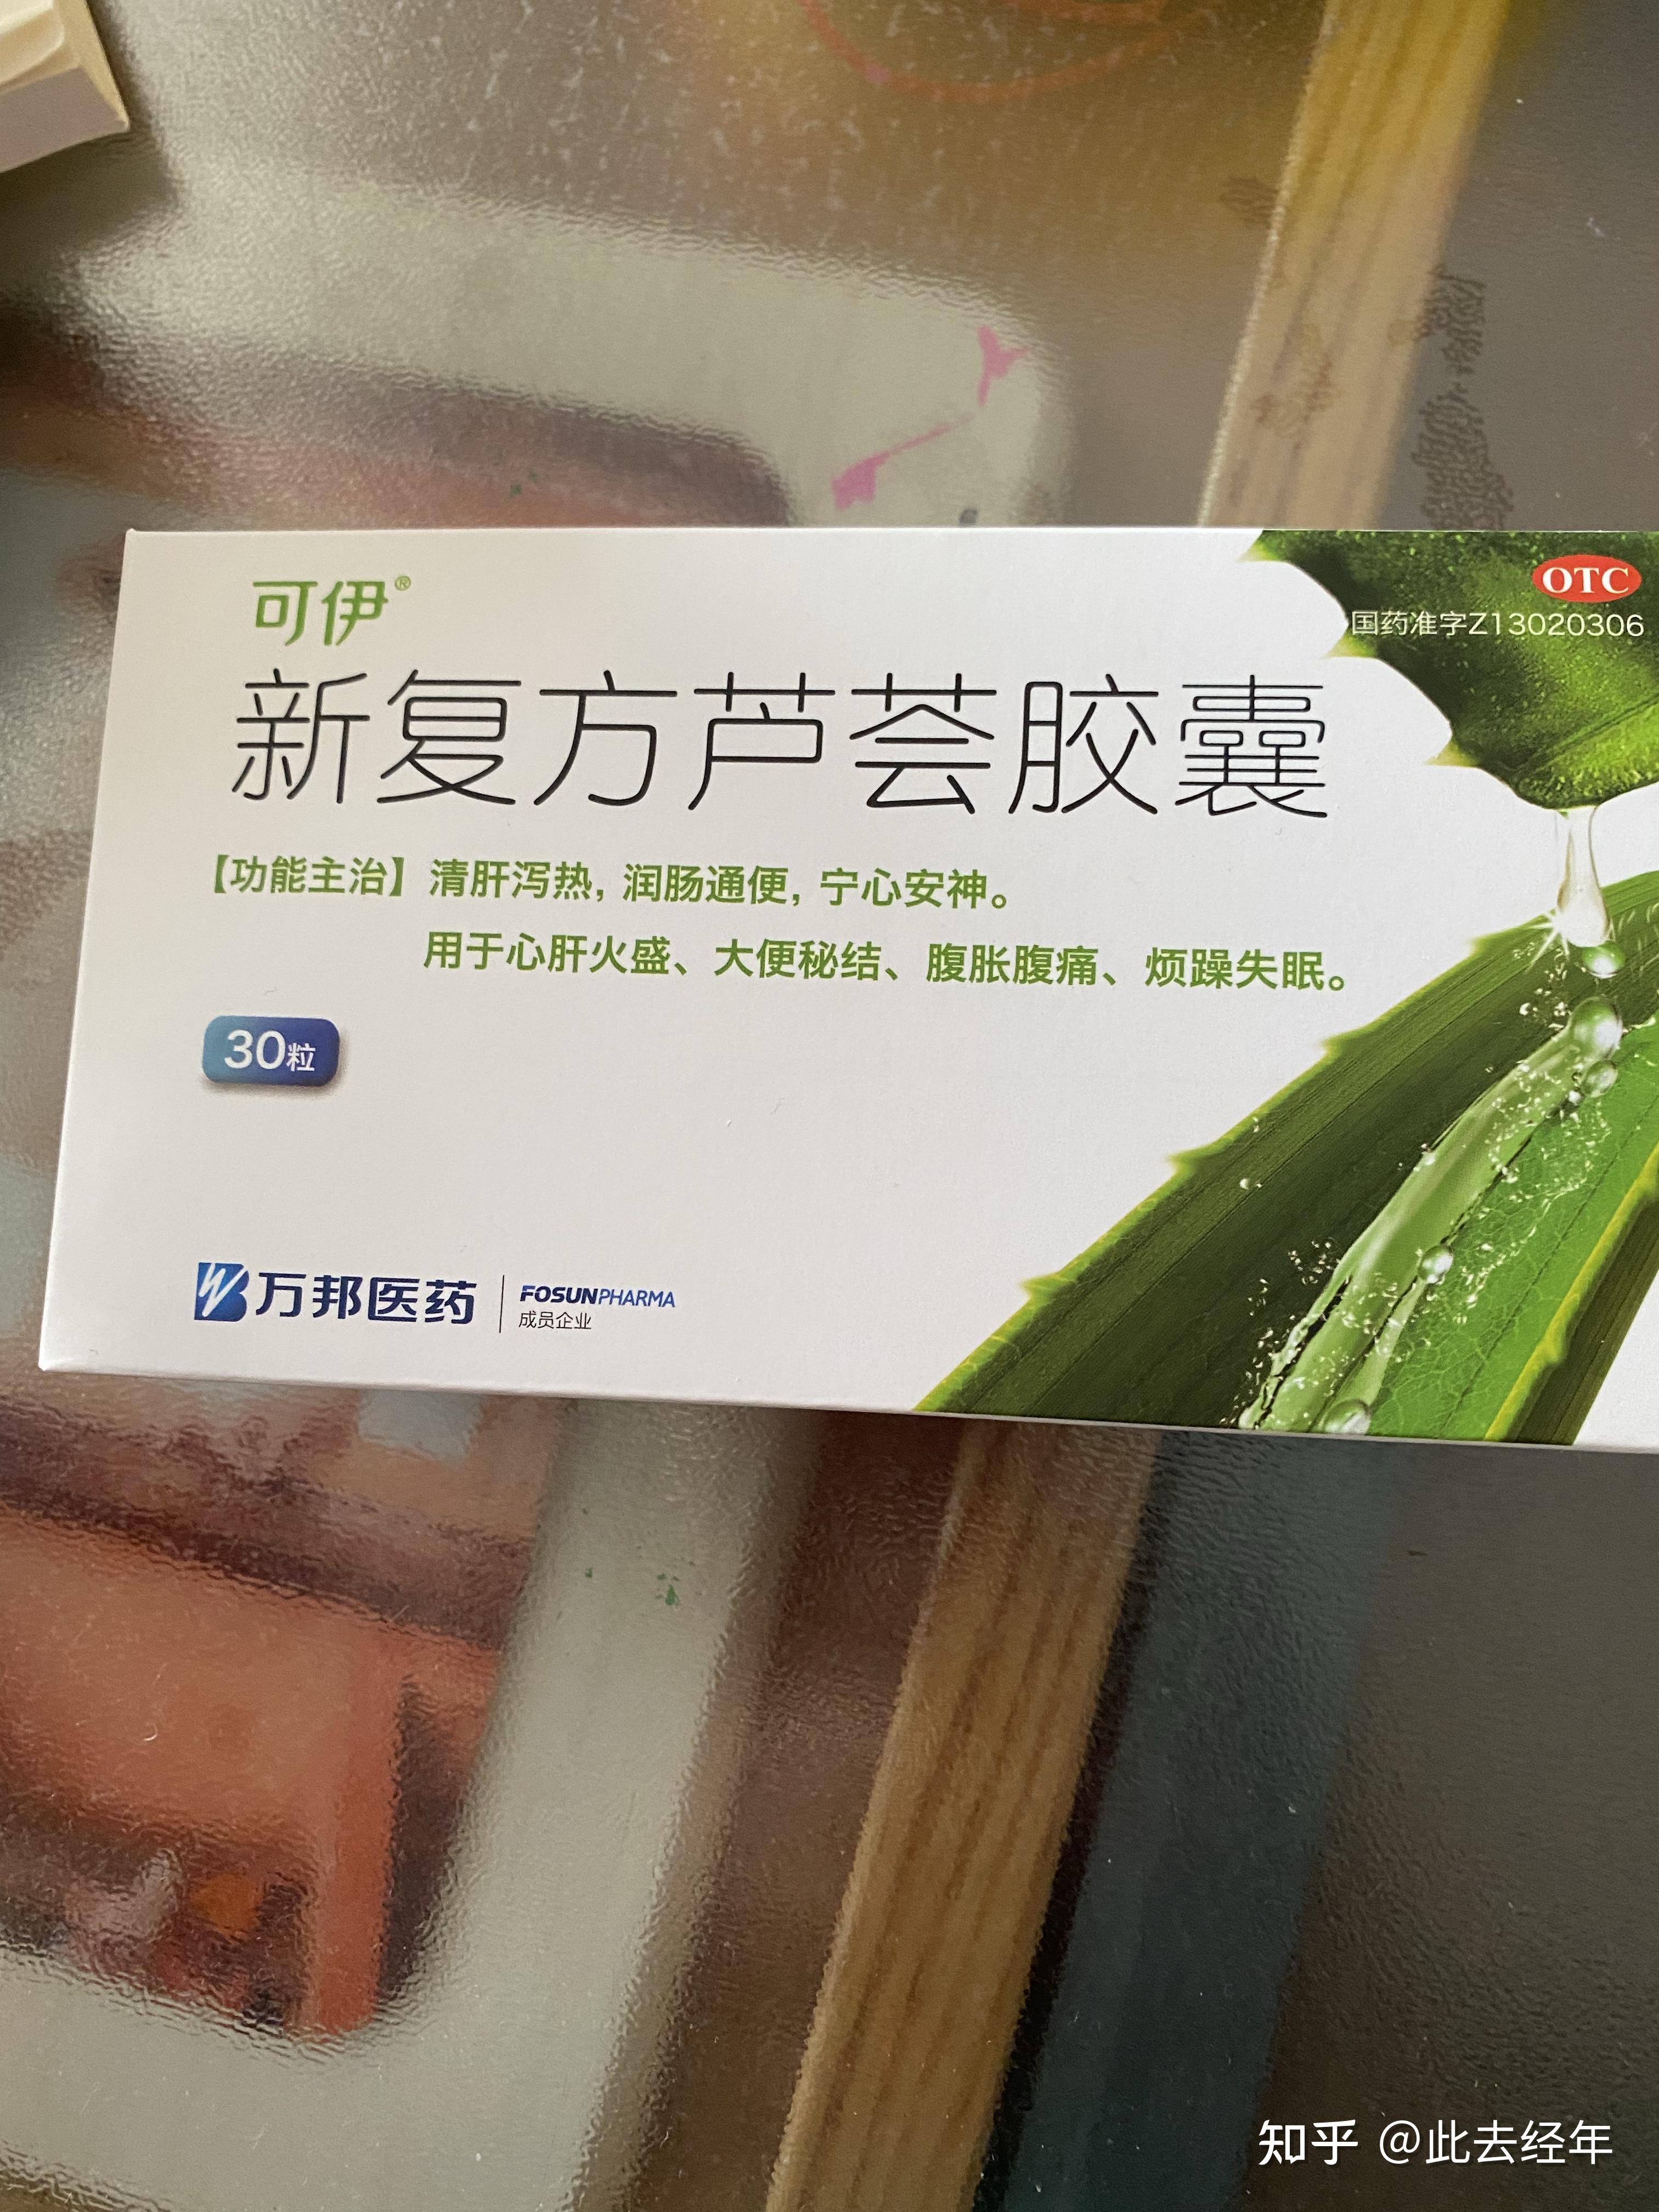 可伊®
OTC
国药准字Z13020306
新复方芦荟胶囊
【功能主治】清肝泻热,润肠通便,宁心安神。
用于心肝火盛、大便秘结、腹胀腹痛、烦躁失眠。
30粒
万邦医药 FOSUNPHARMA
成员企业
知乎 @此去经年